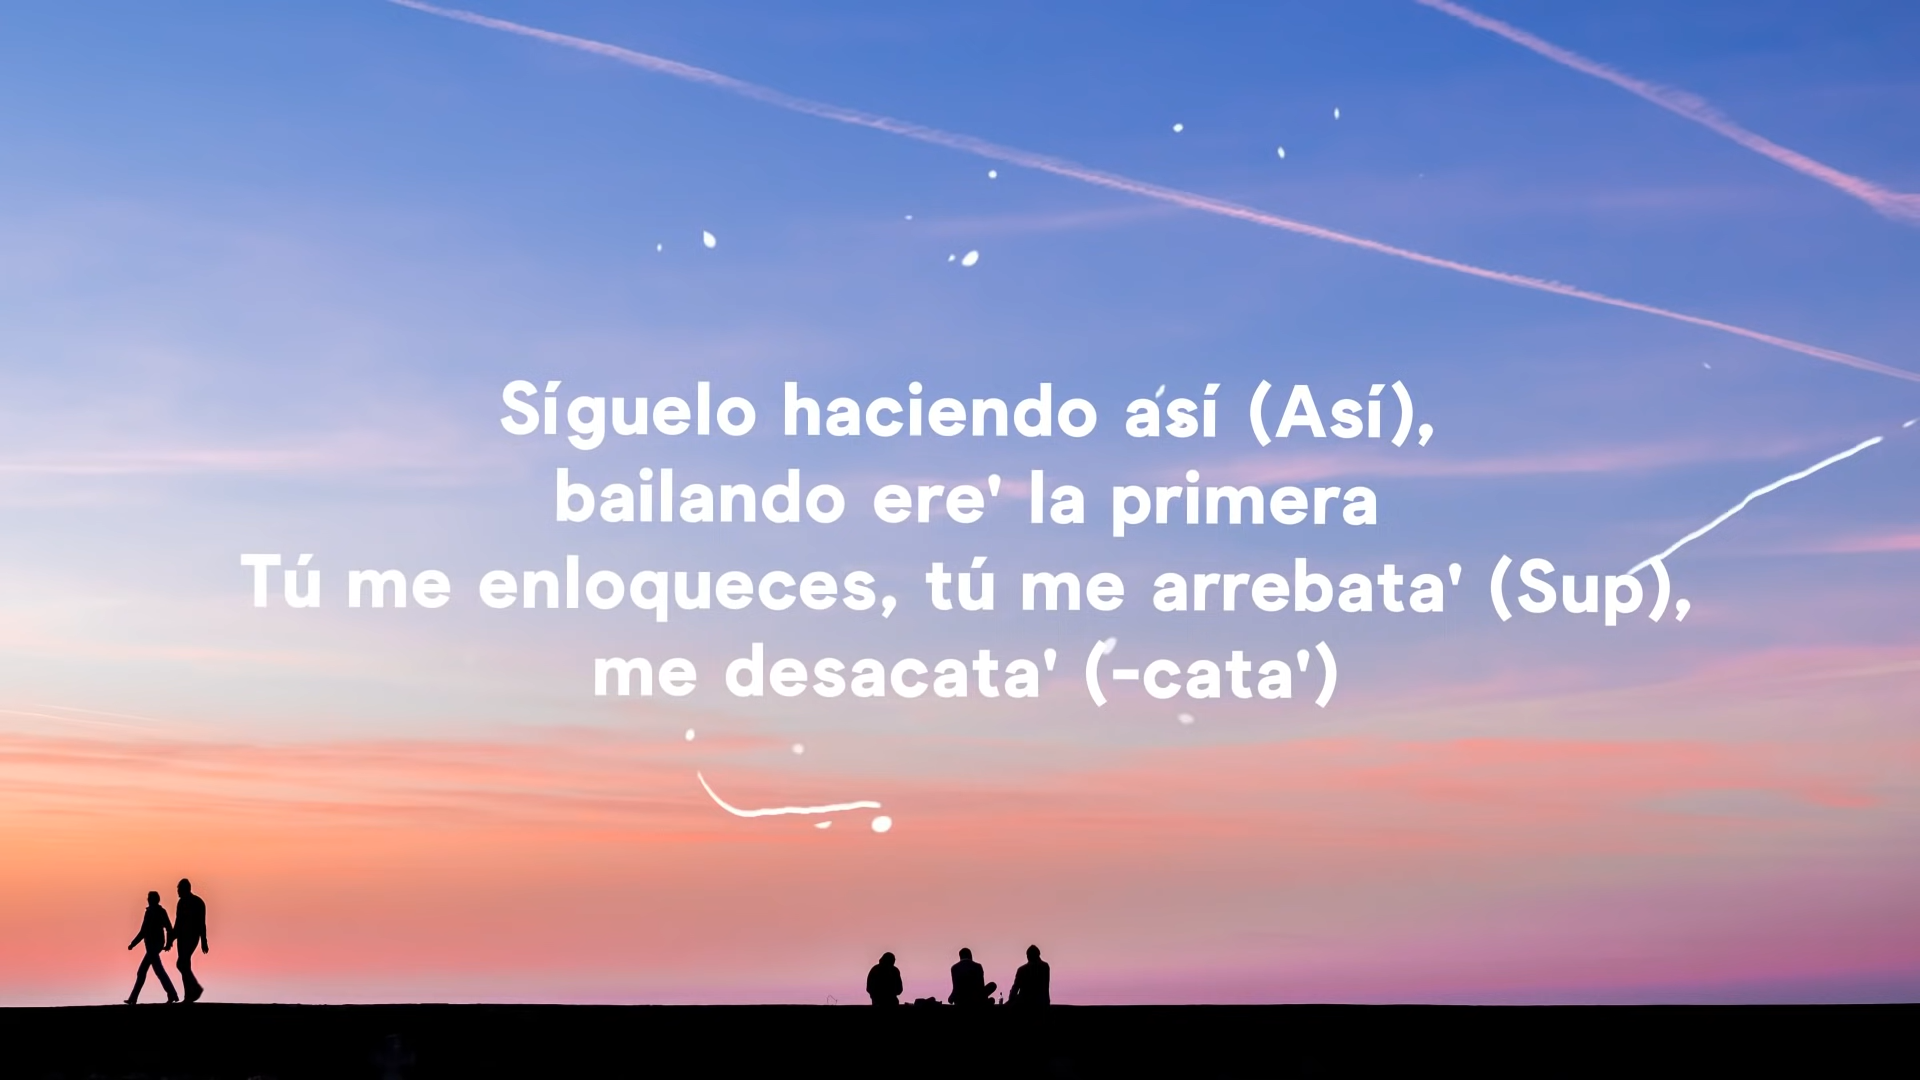 Síguelo haciendo así (Así),
bailando ere' la primera
Tú me enloqueces, tú me arrebata' (Sup),
me desacata' (-cata')